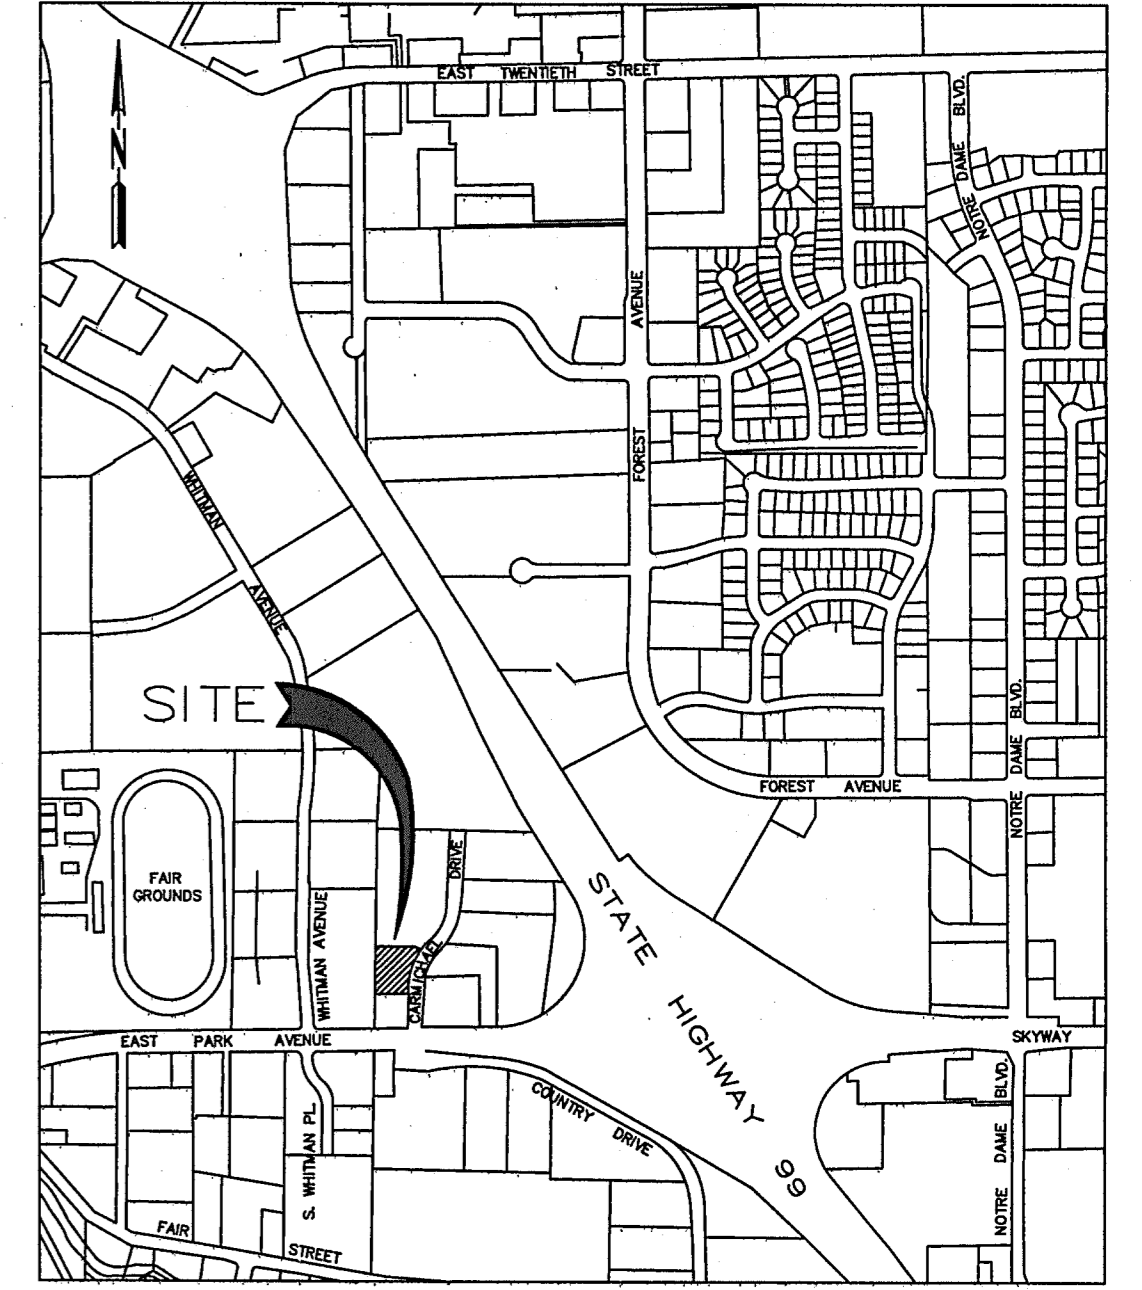 EAST TWENTIETH STREET
NOTRE DAME BLVD.
N
AVENUE
FOREST
WHITMAN
AVENUE
SITE
NOTRE DAME BLVD.
FOREST AVENUE
DRIVE
CARMICHAEL
FAIR
GROUNDS
WHITMAN AVENUE
STATE HIGHWAY 99
EAST PARK AVENUE
SKYWAY
COUNTRY DRIVE
NOTRE DAME BLVD.
S. WHITMAN PL.
FAIR STREET